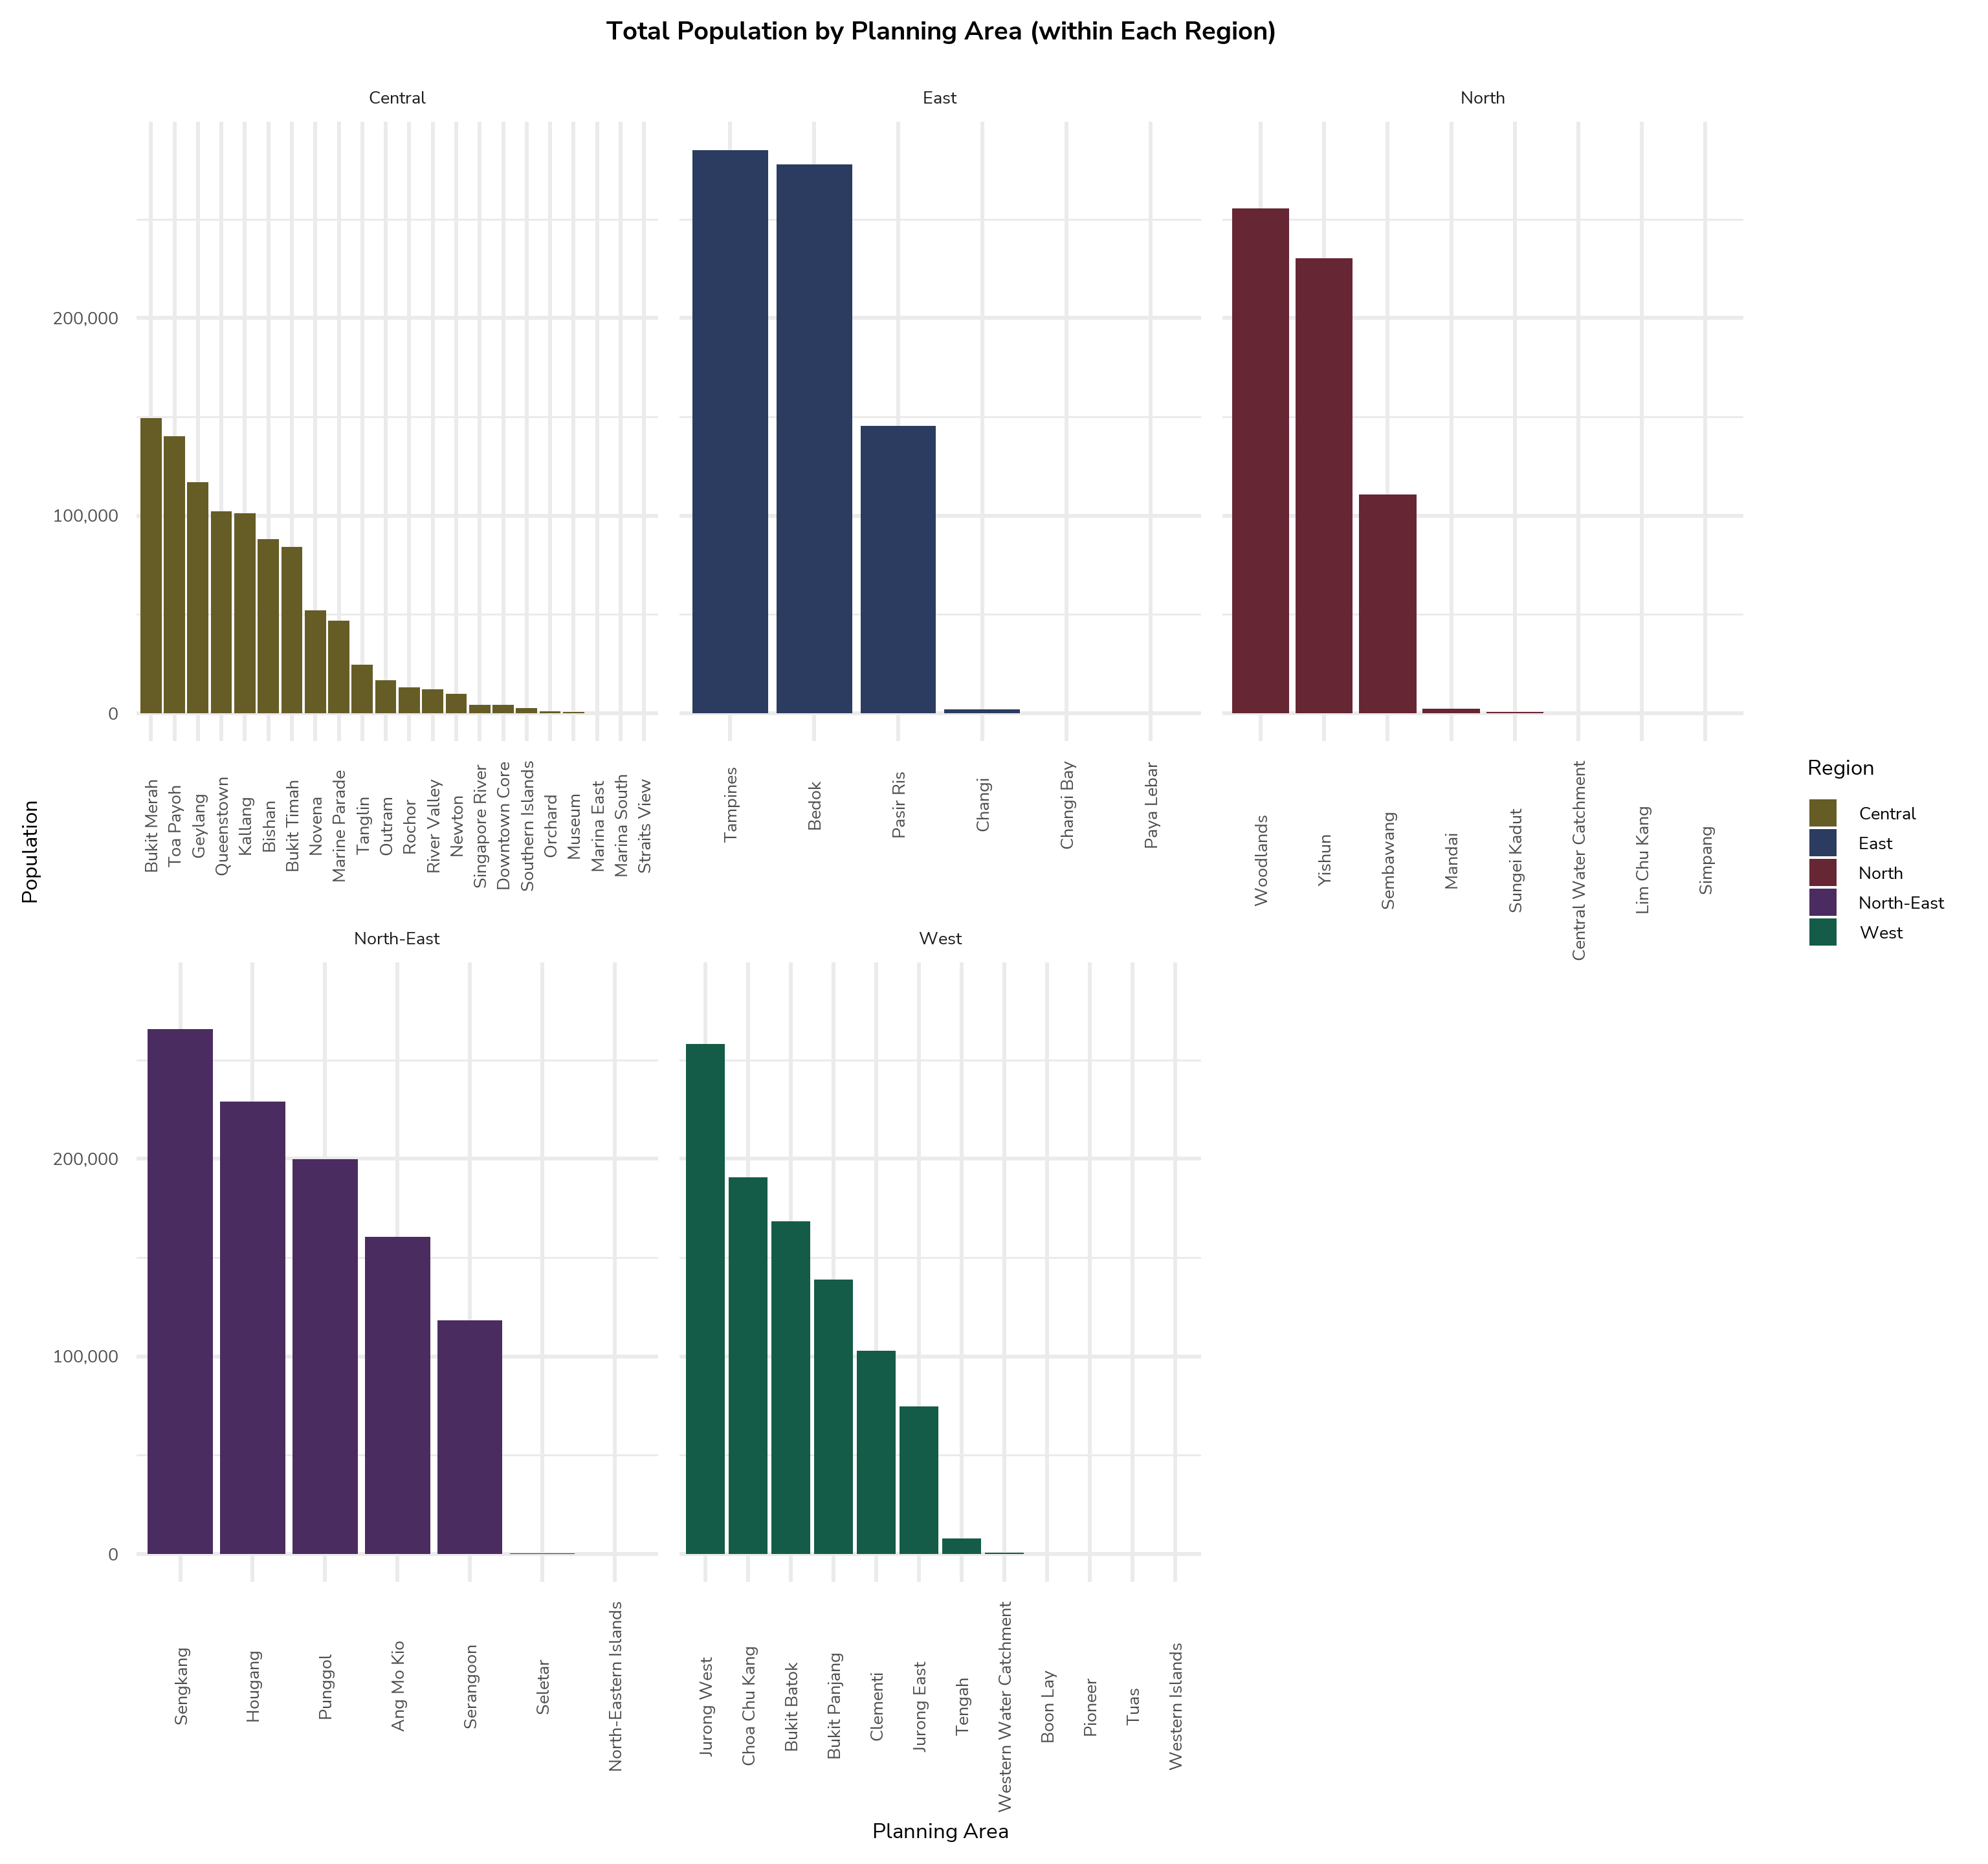 Total Population by Planning Area (within Each Region)
Central
East
North
200,000
100,000
0
Bukit Merah
Toa Payoh
Geylang
Queenstown
Kallang
Bishan
Bukit Timah
Novena
Marine Parade
Tanglin
Outram
Rochor
River Valley
Newton
Singapore River
Downtown Core
Southern Islands
Orchard
Museum
Marina East
Marina South
Straits View
Tampines
Bedok
Pasir Ris
Changi
Changi Bay
Paya Lebar
Woodlands
Yishun
Sembawang
Mandai
Sungei Kadut
Central Water Catchment
Lim Chu Kang
Simpang
Population
Region
Central
East
North
North-East
West
North-East
West
200,000
100,000
0
Sengkang
Hougang
Punggol
Ang Mo Kio
Serangoon
Seletar
North-Eastern Islands
Jurong West
Choa Chu Kang
Bukit Batok
Bukit Panjang
Clementi
Jurong East
Tengah
Western Water Catchment
Boon Lay
Pioneer
Tuas
Western Islands
Planning Area